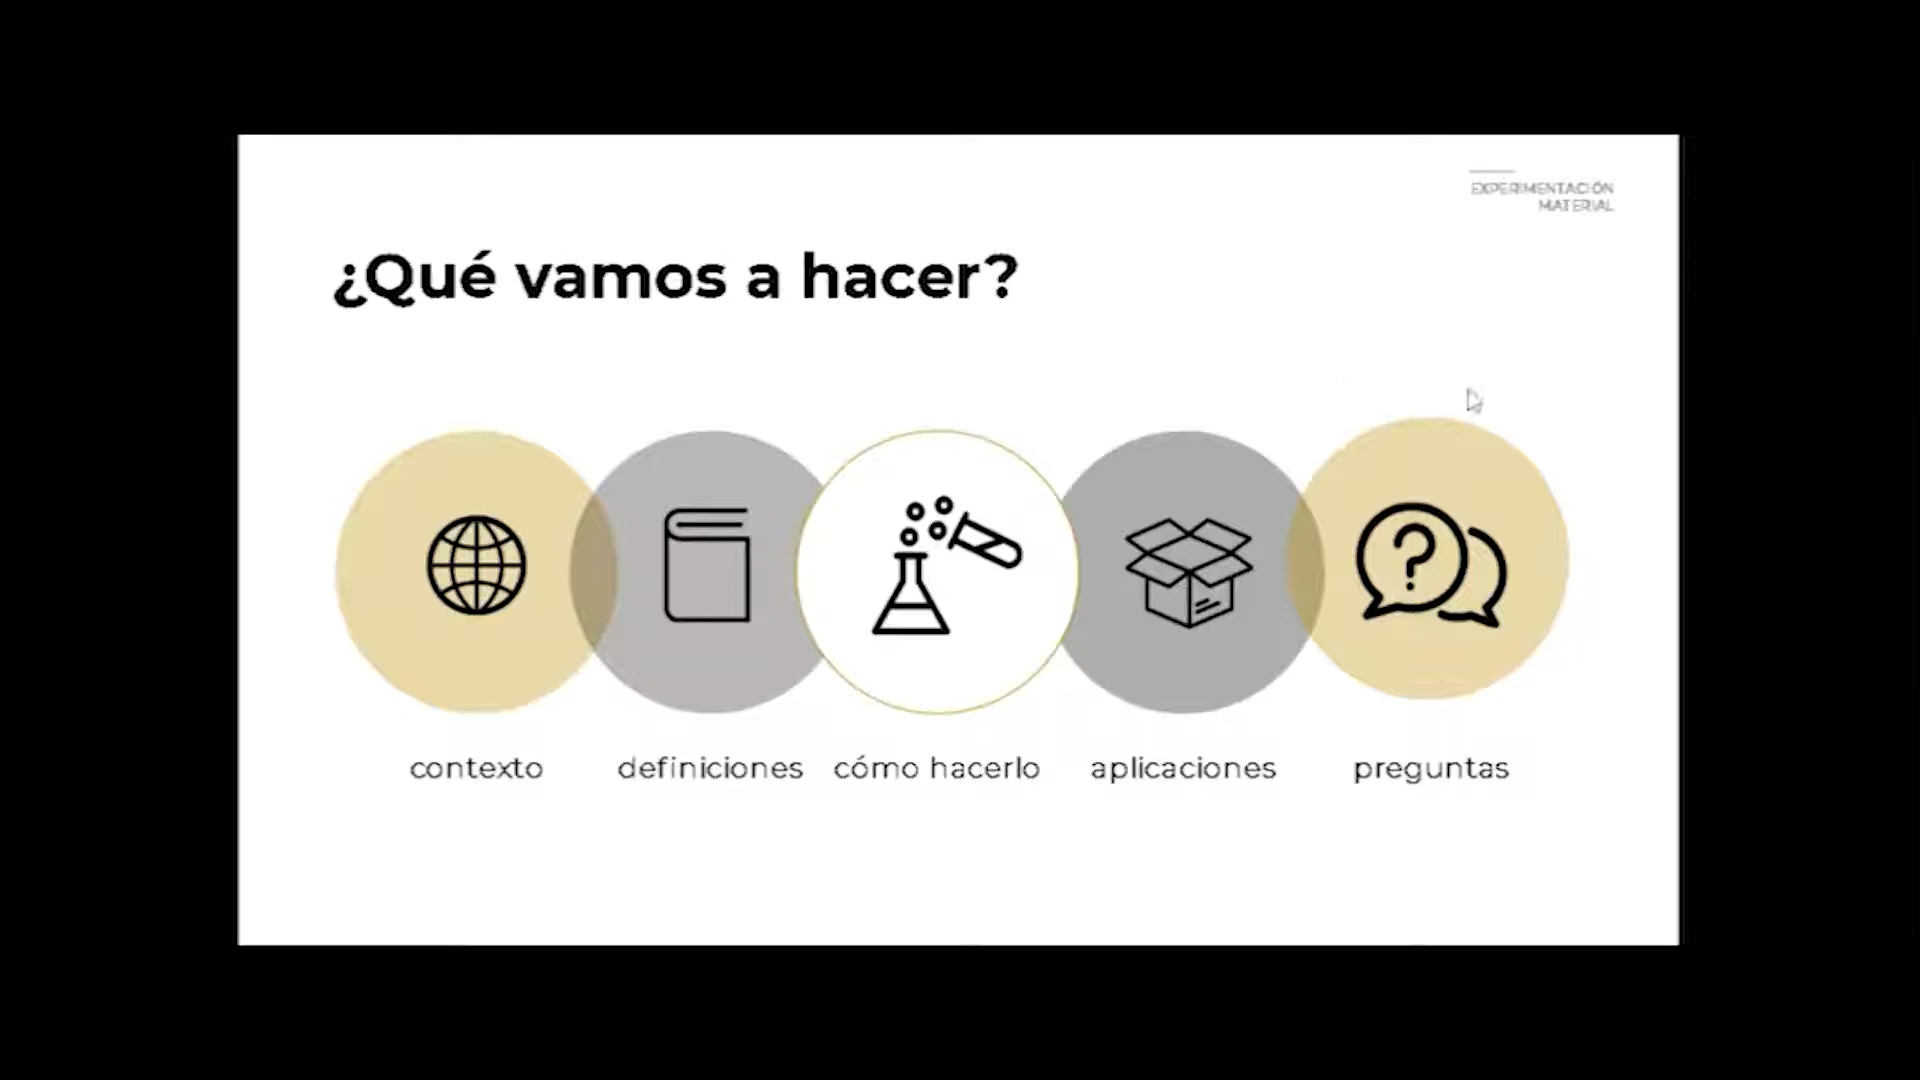 EXPERIMENTACIÓN
MATERIAL
¿Qué vamos a hacer?
contexto
definiciones
cómo hacerlo
aplicaciones
preguntas